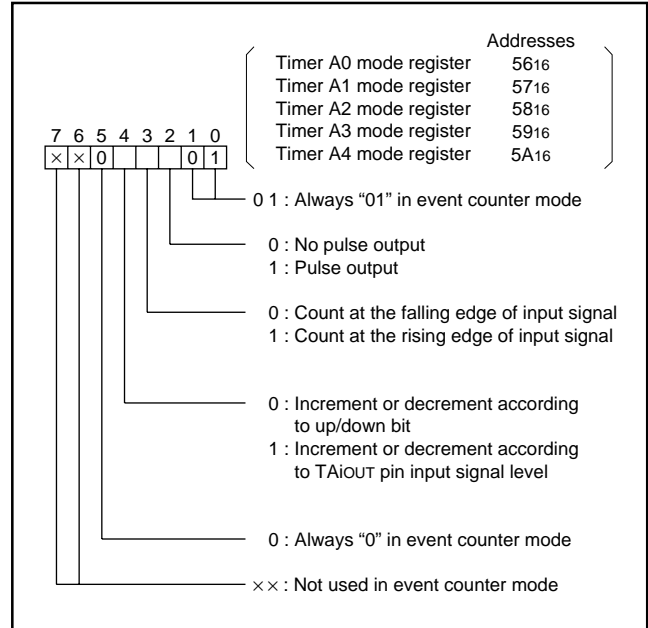 Addresses
Timer A0 mode register 5616
Timer A1 mode register 5716
Timer A2 mode register 5816
Timer A3 mode register 5916
Timer A4 mode register 5A16
7 6 5 4 3 2 1 0
× × 0 0 1
0 1 : Always “01” in event counter mode
0 : No pulse output
1 : Pulse output
0 : Count at the falling edge of input signal
1 : Count at the rising edge of input signal
0 : Increment or decrement according
to up/down bit
1 : Increment or decrement according
to TAiOUT pin input signal level
0 : Always “0” in event counter mode
×× : Not used in event counter mode